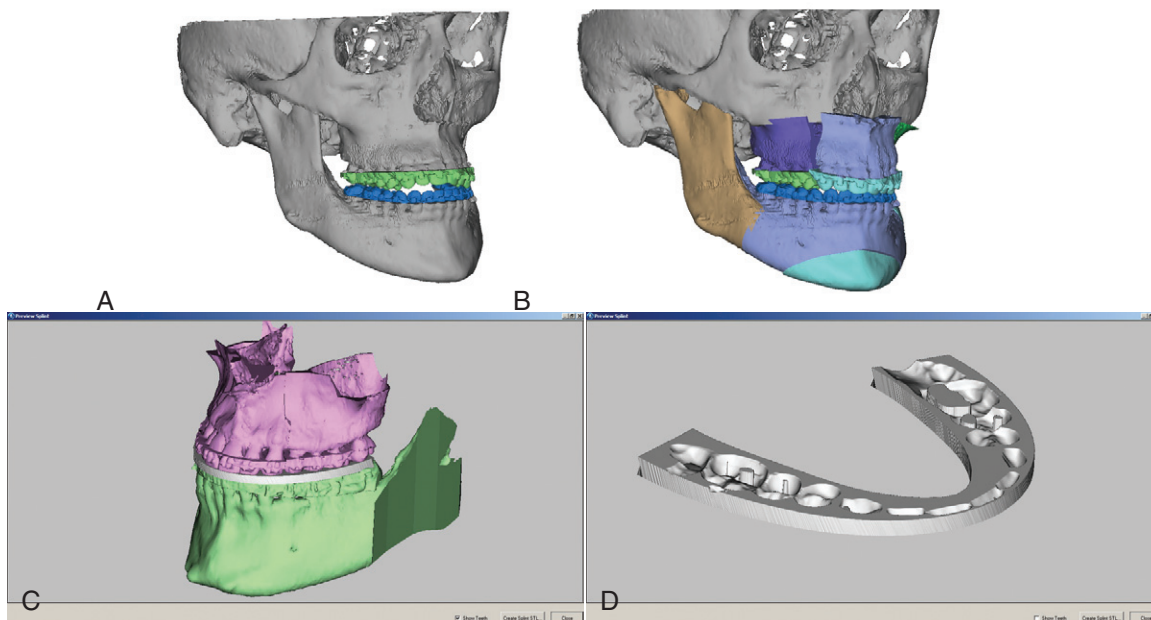 A
B
Preview Splint
Preview Splint
C
D
Show Teeth Create Splint STL... Close
Show Teeth Create Splint STL... Close